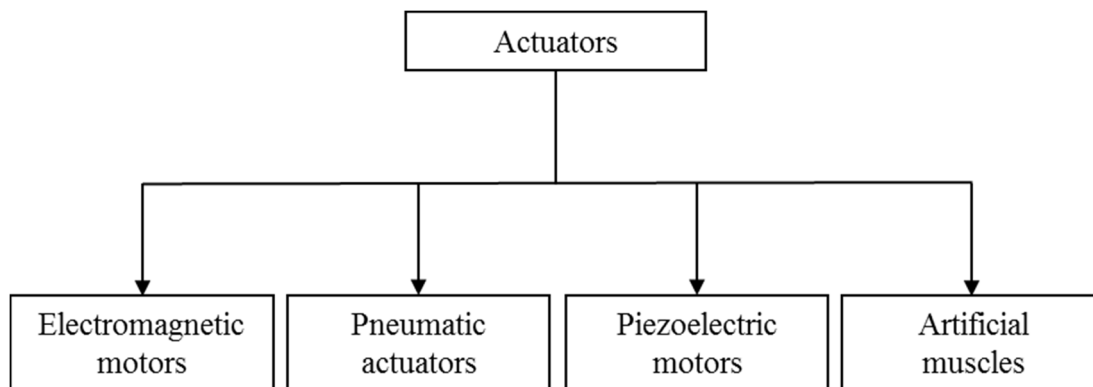 Actuators
Electromagnetic
motors
Pneumatic
actuators
Piezoelectric
motors
Artificial
muscles